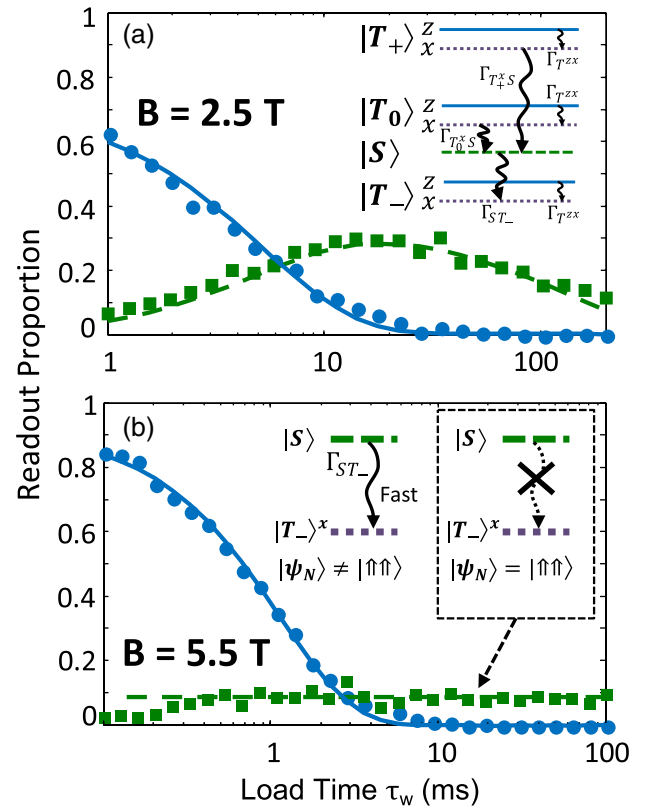 (a)
B = 2.5 T
|T₊⟩ z
x
Γ_{T^{zx}}
Γ_{T₊^x S}
|T₀⟩ z
x
Γ_{T^{zx}}
Γ_{T₀^x S}
|S⟩
|T₋⟩ z
x
Γ_{ST₋}
Γ_{T^{zx}}
1
0.8
0.6
0.4
0.2
0
1 10 100
Readout Proportion
(b)
B = 5.5 T
|S⟩
Γ_{ST₋}
Fast
|T₋⟩ˣ
|ψ_N⟩ ≠ |⇑⇑⟩
|S⟩
|T₋⟩ˣ
|ψ_N⟩ = |⇑⇑⟩
1
0.8
0.6
0.4
0.2
0
1 10 100
Load Time τ_w (ms)